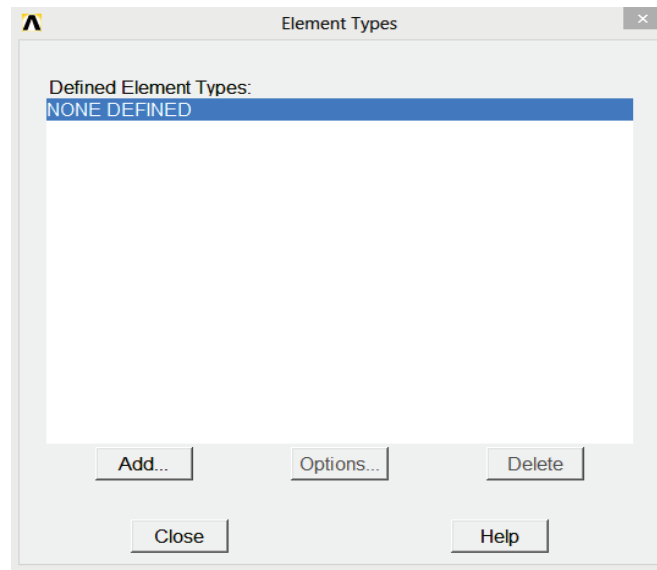 Element Types
Defined Element Types:
NONE DEFINED
Add... Options... Delete
Close Help